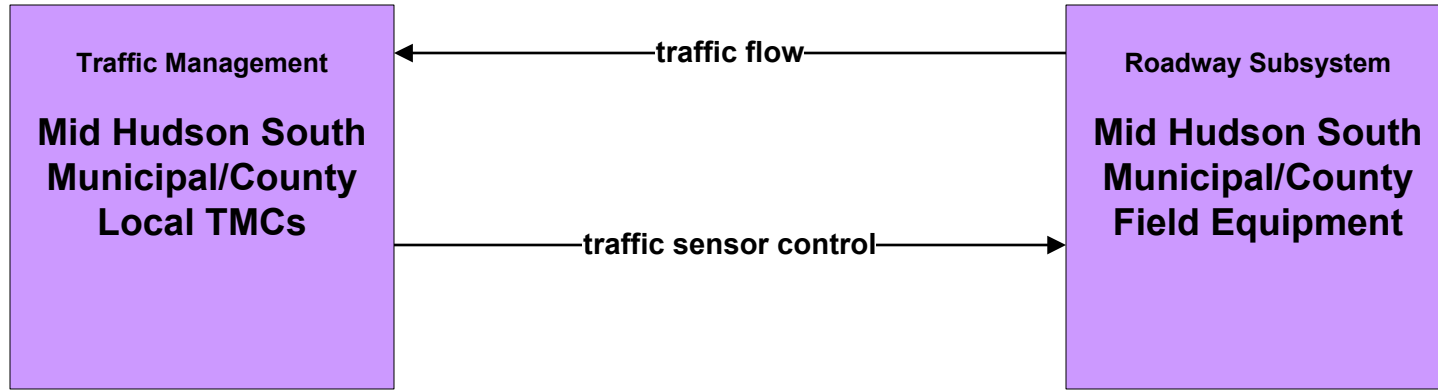 Traffic Management
Mid Hudson South
Municipal/County
Local TMCs
traffic flow
traffic sensor control
Roadway Subsystem
Mid Hudson South
Municipal/County
Field Equipment